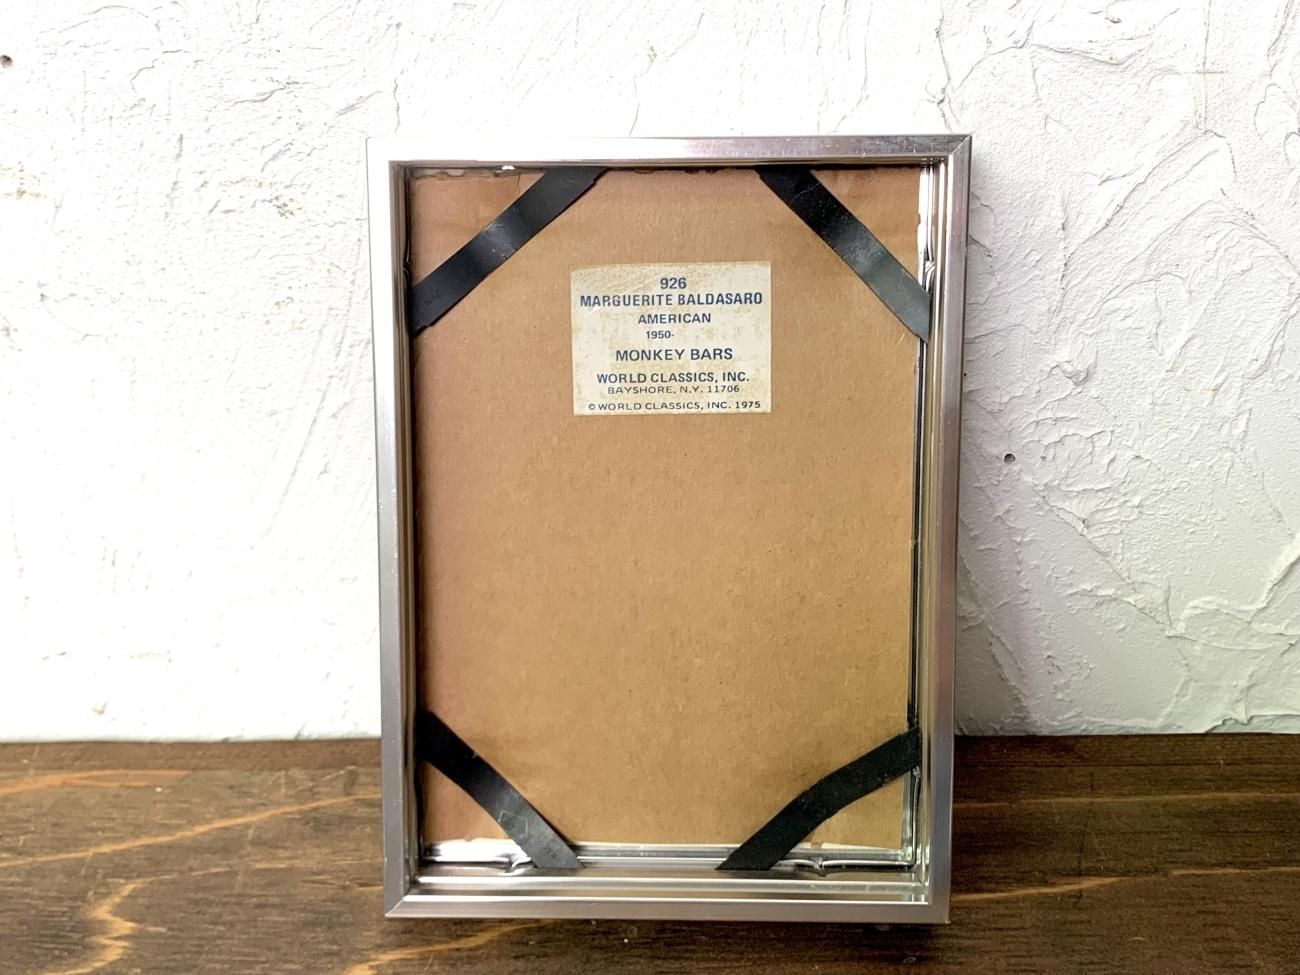 926
MARGUERITE BALDASARO
AMERICAN
1950-
MONKEY BARS
WORLD CLASSICS, INC.
BAYSHORE, N.Y. 11706
© WORLD CLASSICS, INC. 1975